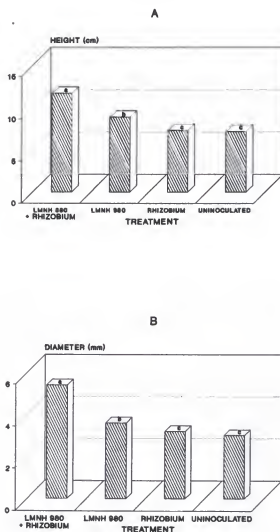 A
HEIGHT (cm)
15
10
5
0
a
b
c
c
LMNH 980 LMNH 980 RHIZOBIUM UNINOCULATED
+ RHIZOBIUM
TREATMENT
B
DIAMETER (mm)
6
4
2
0
a
b
c
c
LMNH 980 LMNH 980 RHIZOBIUM UNINOCULATED
+ RHIZOBIUM
TREATMENT